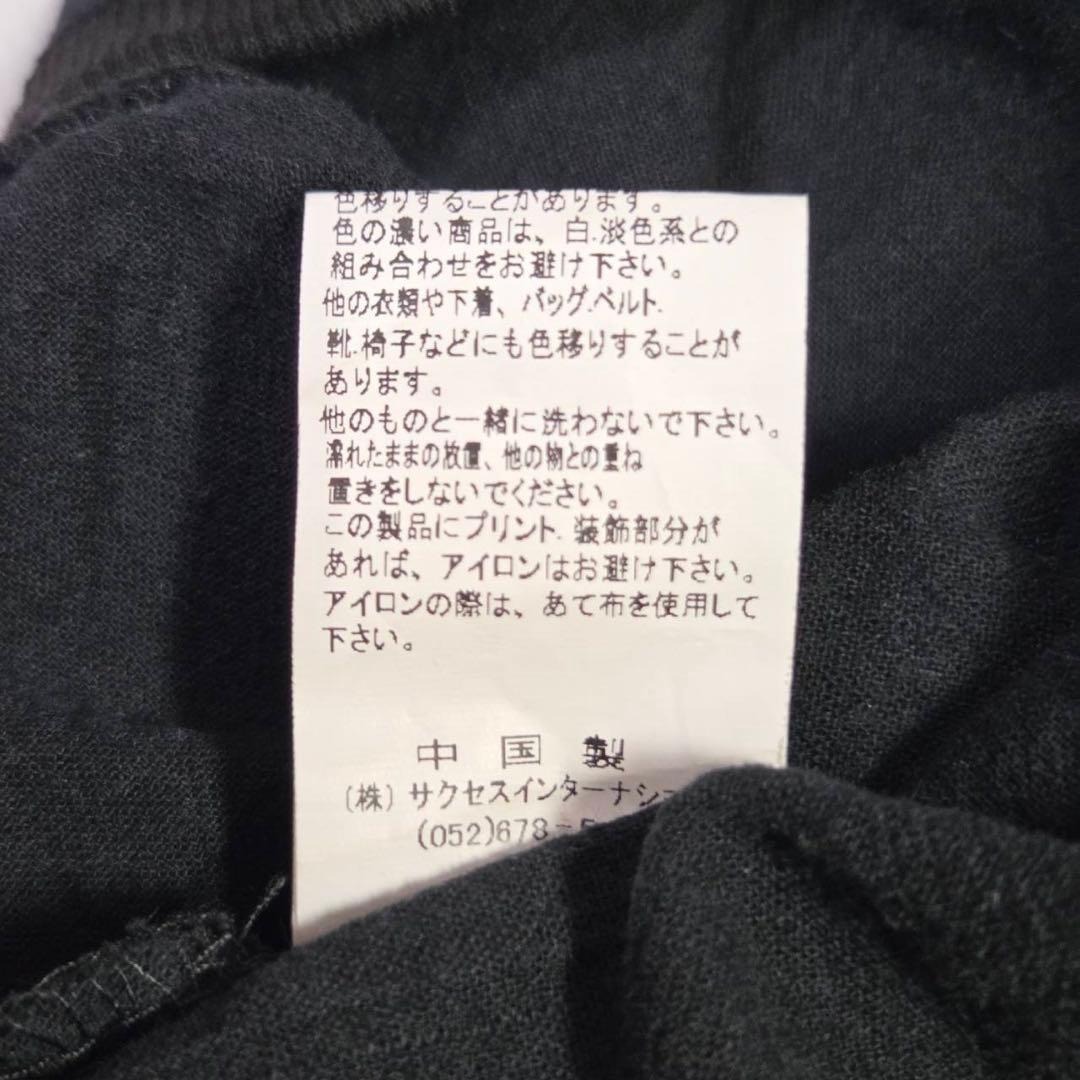 色移りすることがあります。
色の濃い商品は、白.淡色系との
組み合わせをお避け下さい。
他の衣類や下着、バッグ.ベルト.
靴.椅子などにも色移りすることが
あります。
他のものと一緒に洗わないで下さい。
濡れたままの放置、他の物との重ね
置きをしないでください。
この製品にプリント.装飾部分が
あれば、アイロンはお避け下さい。
アイロンの際は、あて布を使用して
下さい。
中国製
(株)サクセスインターナシ
(052)678-5